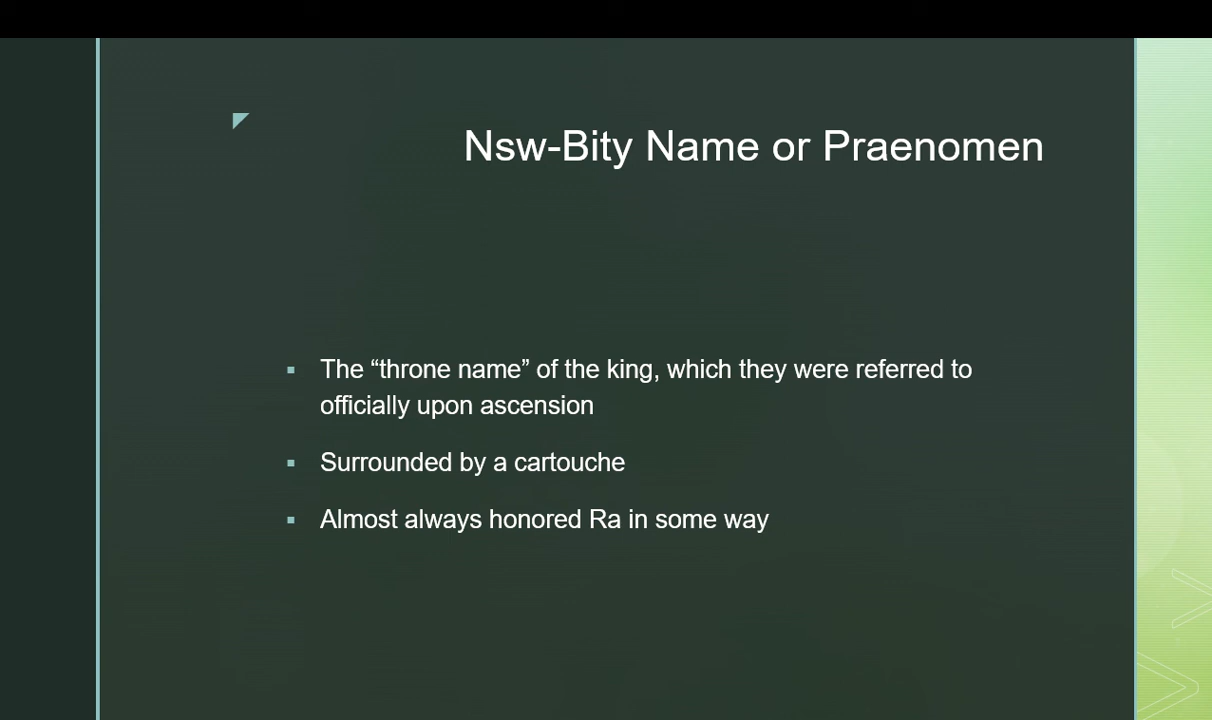 Nsw-Bity Name or Praenomen
The “throne name” of the king, which they were referred to
officially upon ascension
Surrounded by a cartouche
Almost always honored Ra in some way